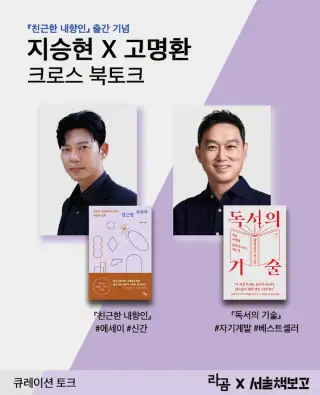 『친근한 내향인』 출간 기념
지승현 X 고명환
크로스 북토크
친근한 내향인
독서의
기술
『친근한 내향인』
#에세이 #신간
『독서의 기술』
#자기계발 #베스트셀러
큐레이션 토크
라곰 X 서울책보고